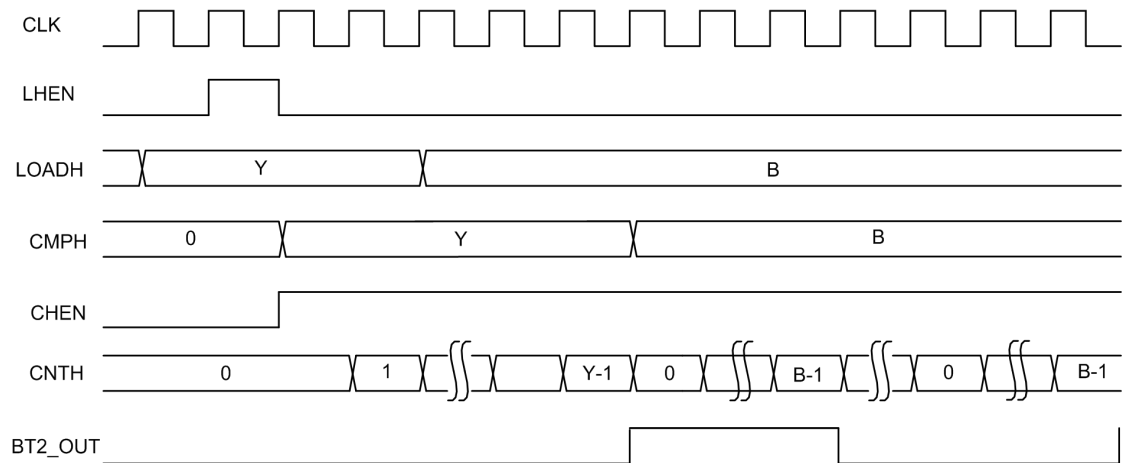 CLK
LHEN
LOADH Y B
CMPH 0 Y B
CHEN
CNTH 0 1 Y-1 0 B-1 0 B-1
BT2_OUT